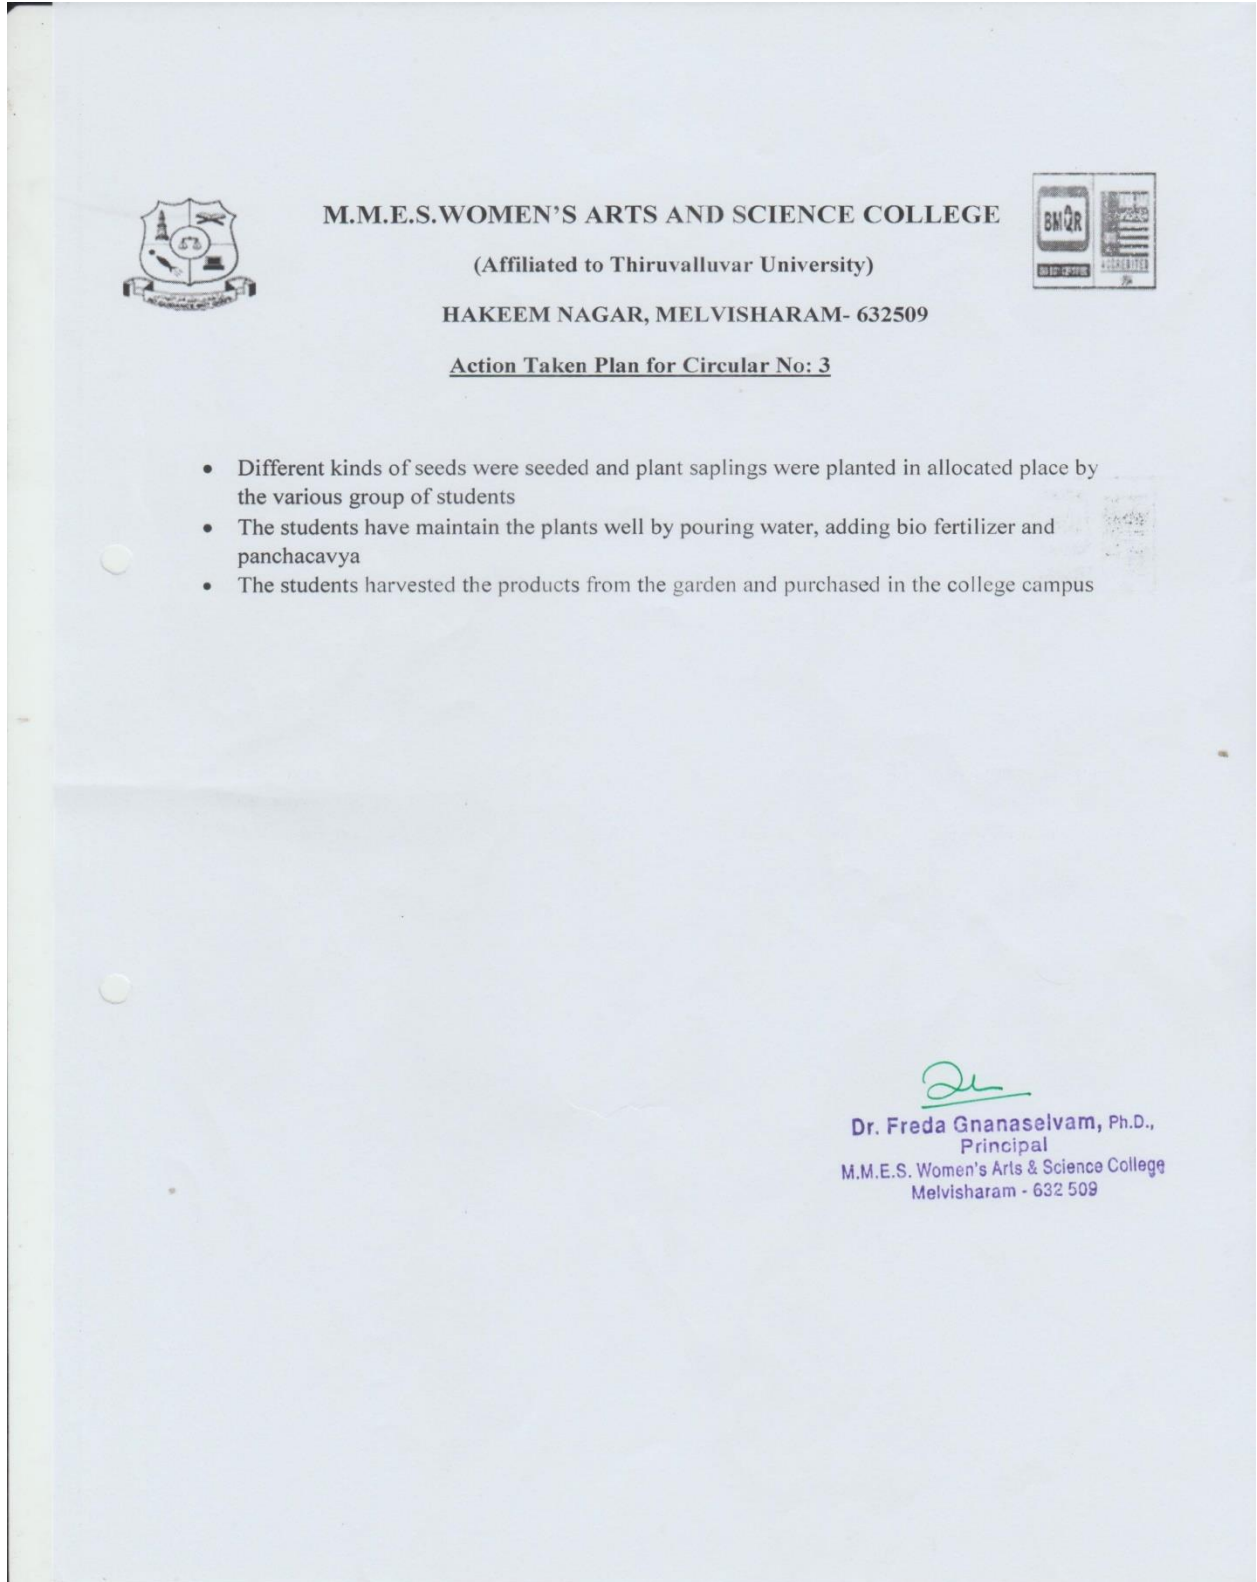 M.M.E.S.WOMEN'S ARTS AND SCIENCE COLLEGE
BMQR
(Affiliated to Thiruvalluvar University)
ACCREDITED
HAKEEM NAGAR, MELVISHARAM- 632509
Action Taken Plan for Circular No: 3
• Different kinds of seeds were seeded and plant saplings were planted in allocated place by
the various group of students
• The students have maintain the plants well by pouring water, adding bio fertilizer and
panchacavya
• The students harvested the products from the garden and purchased in the college campus
Dr. Freda Gnanaselvam, Ph.D.,
Principal
M.M.E.S. Women's Arts & Science College
Melvisharam - 632 509